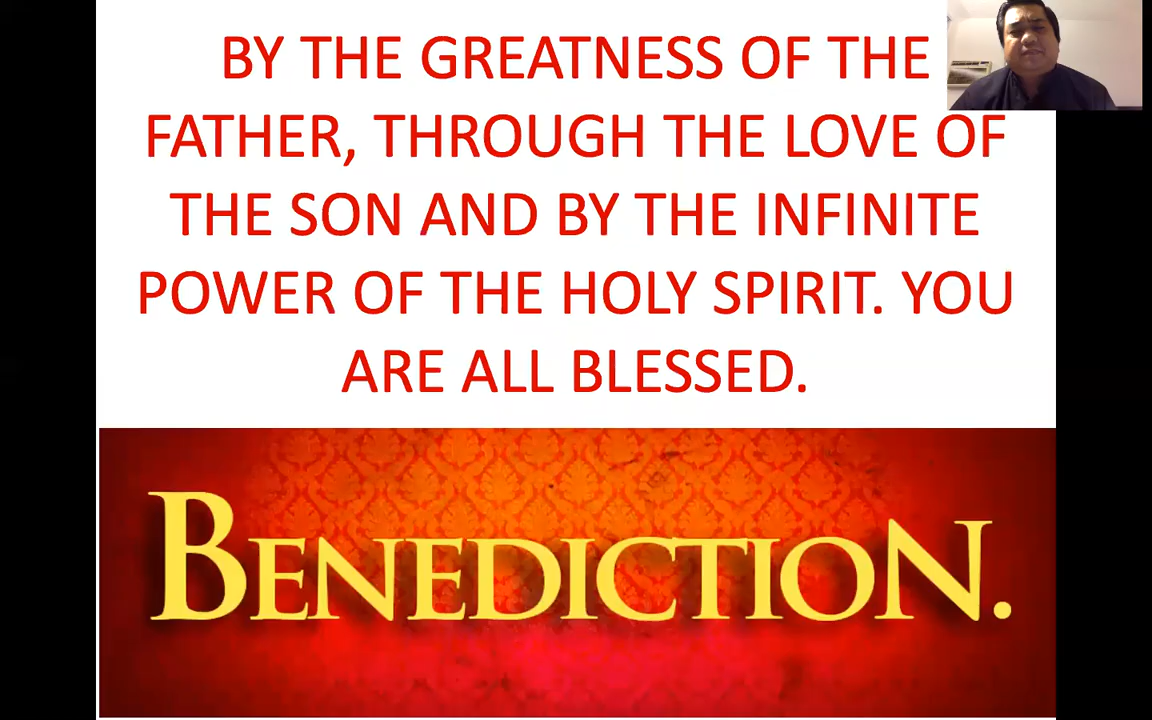 BY THE GREATNESS OF THE
FATHER, THROUGH THE LOVE OF
THE SON AND BY THE INFINITE
POWER OF THE HOLY SPIRIT. YOU
ARE ALL BLESSED.
BENEDICTION.